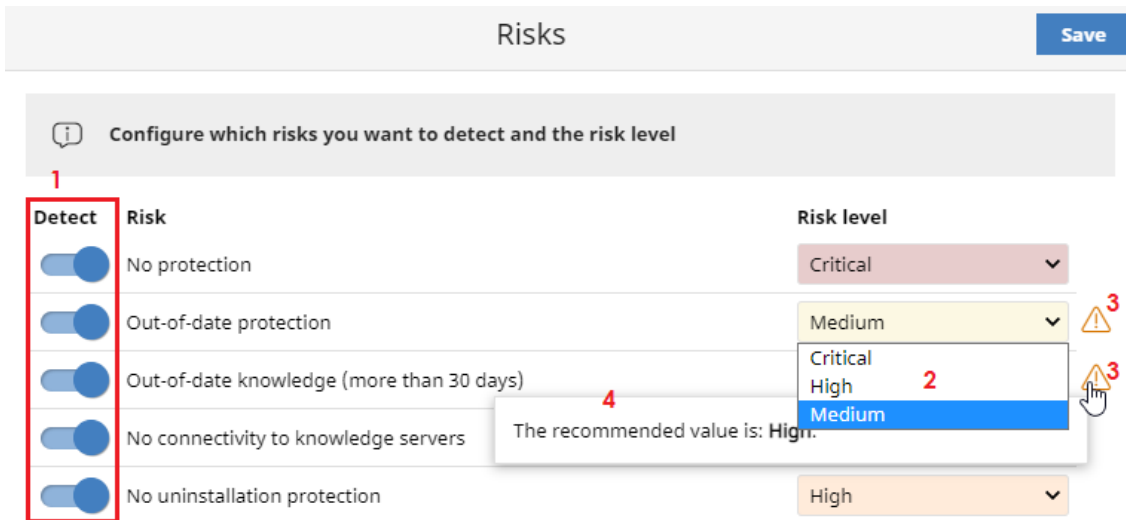 Risks
Save
Configure which risks you want to detect and the risk level
1
Detect Risk Risk level
No protection Critical
Out-of-date protection Medium 3
Critical
Out-of-date knowledge (more than 30 days) High 2 3
4 Medium
No connectivity to knowledge servers The recommended value is: High.
No uninstallation protection High